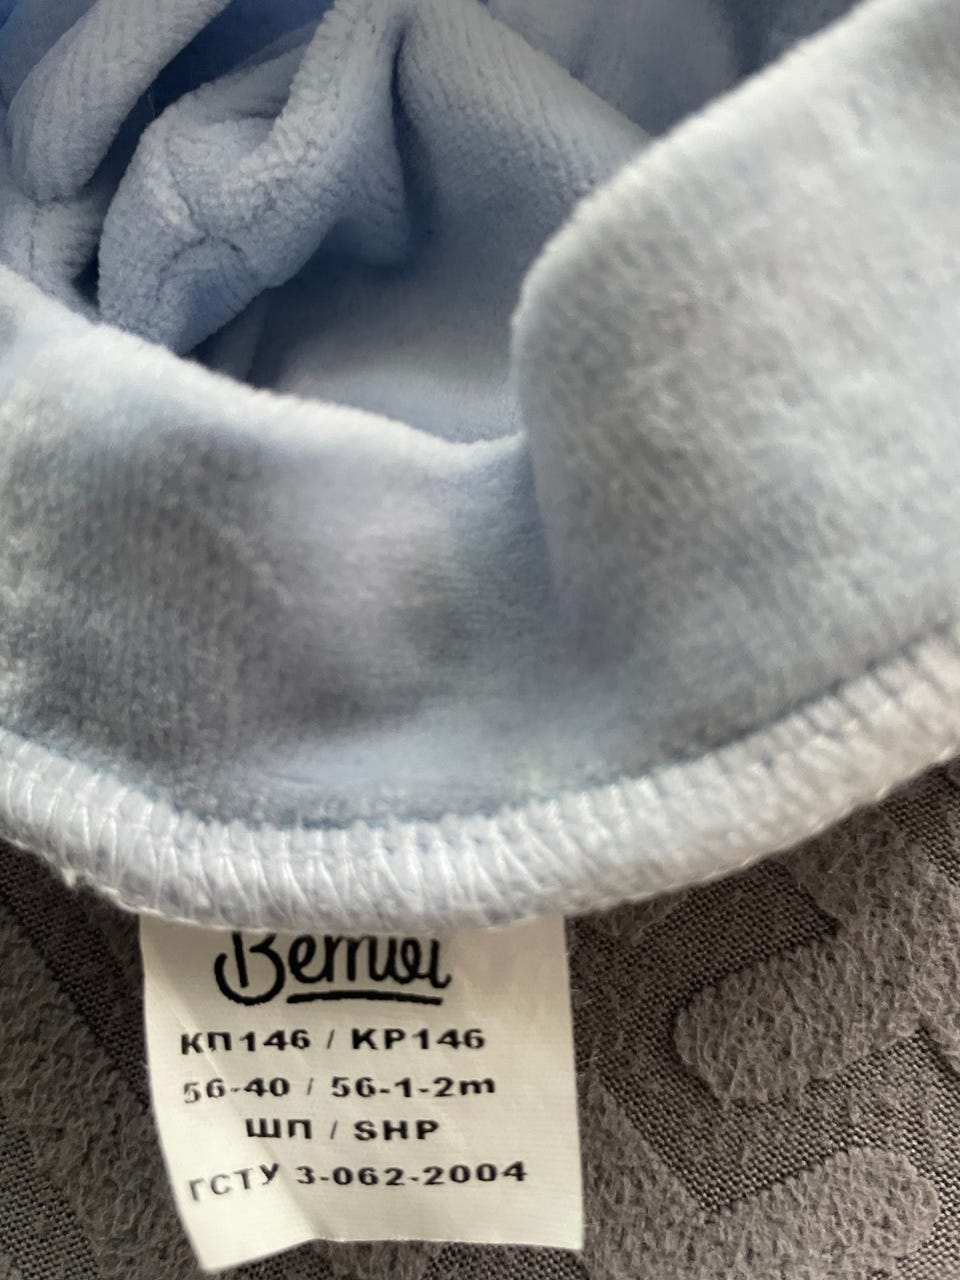 Bembi
КП146 / KP146
56-40 / 56-1-2m
ШП / SHP
ГСТУ 3-062-2004